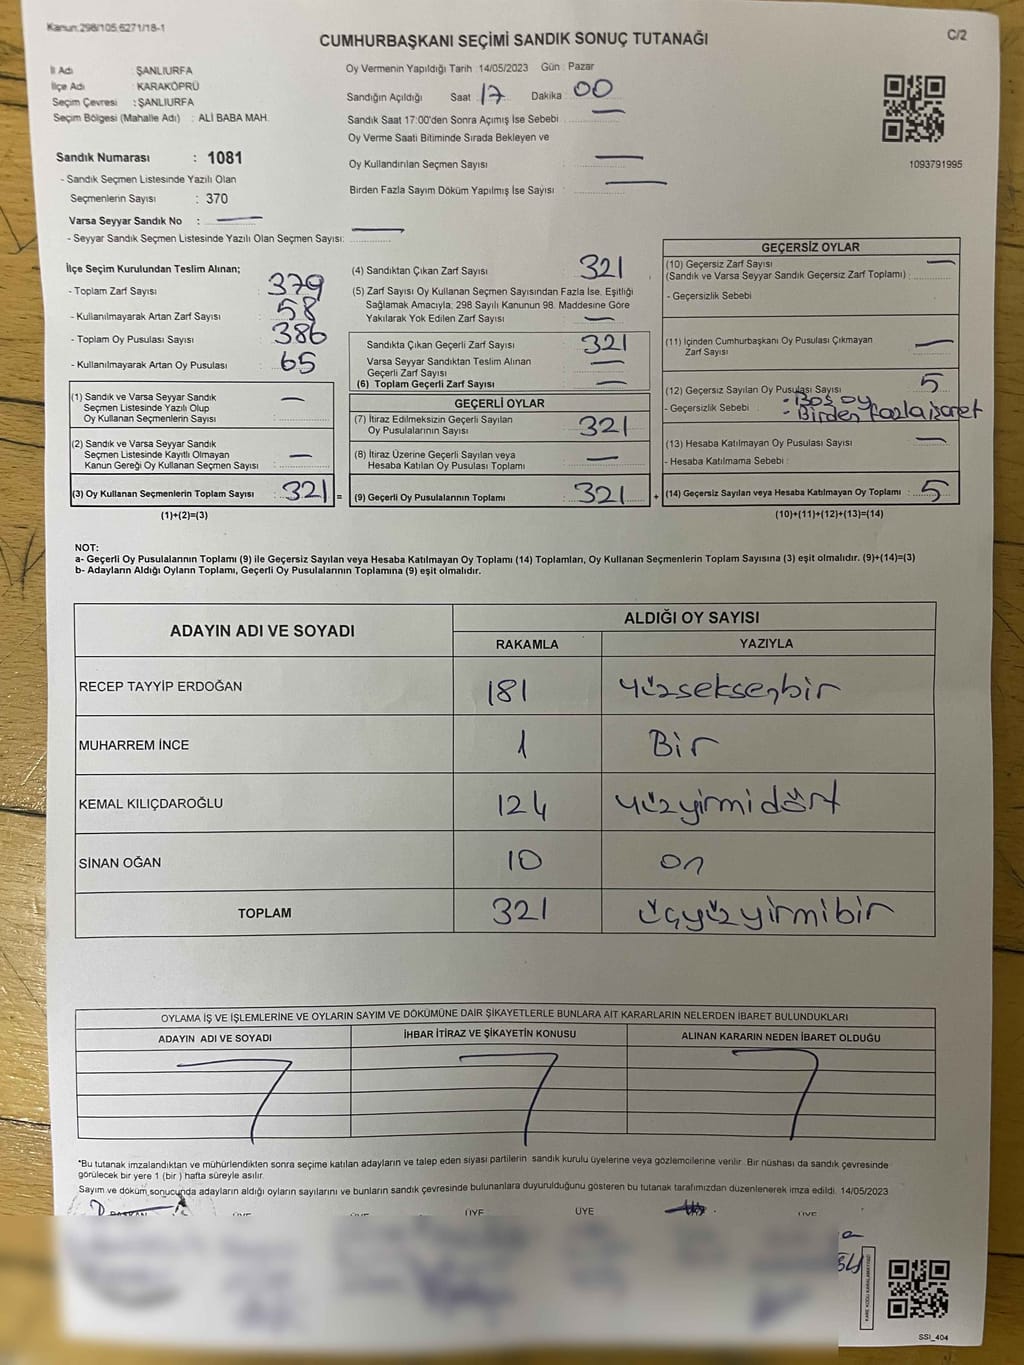 Kanun:298/105,6271/18-1
C/2
CUMHURBAŞKANI SEÇİMİ SANDIK SONUÇ TUTANAĞI
İl Adı : ŞANLIURFA
İlçe Adı : KARAKÖPRÜ
Seçim Çevresi : ŞANLIURFA
Seçim Bölgesi (Mahalle Adı) : ALİ BABA MAH.
Sandık Numarası : 1081
- Sandık Seçmen Listesinde Yazılı Olan
Seçmenlerin Sayısı : 370
Varsa Seyyar Sandık No :
- Seyyar Sandık Seçmen Listesinde Yazılı Olan Seçmen Sayısı:
Oy Vermenin Yapıldığı Tarih 14/05/2023 Gün : Pazar
Sandığın Açıldığı Saat 17 Dakika 00
Sandık Saat 17:00'den Sonra Açımış İse Sebebi :
Oy Verme Saati Bitiminde Sırada Bekleyen ve
Oy Kullandırılan Seçmen Sayısı :
Birden Fazla Sayım Döküm Yapılmış İse Sayısı :
1093791995
İlçe Seçim Kurulundan Teslim Alınan;
- Toplam Zarf Sayısı : 379
- Kullanılmayarak Artan Zarf Sayısı : 58
- Toplam Oy Pusulası Sayısı : 386
- Kullanılmayarak Artan Oy Pusulası : 65
(1) Sandık ve Varsa Seyyar Sandık
Seçmen Listesinde Yazılı Olup
Oy Kullanan Seçmenlerin Sayısı :
(2) Sandık ve Varsa Seyyar Sandık
Seçmen Listesinde Kayıtlı Olmayan
Kanun Gereği Oy Kullanan Seçmen Sayısı :
(3) Oy Kullanan Seçmenlerin Toplam Sayısı : 321 =
(1)+(2)=(3)
(4) Sandıktan Çıkan Zarf Sayısı : 321
(5) Zarf Sayısı Oy Kullanan Seçmen Sayısından Fazla İse, Eşitliği
Sağlamak Amacıyla, 298 Sayılı Kanunun 98. Maddesine Göre
Yakılarak Yok Edilen Zarf Sayısı :
Sandıkta Çıkan Geçerli Zarf Sayısı : 321
Varsa Seyyar Sandıktan Teslim Alınan
Geçerli Zarf Sayısı :
(6) Toplam Geçerli Zarf Sayısı :
GEÇERLİ OYLAR
(7) İtiraz Edilmeksizin Geçerli Sayılan
Oy Pusulalarının Sayısı : 321
(8) İtiraz Üzerine Geçerli Sayılan veya
Hesaba Katılan Oy Pusulası Toplamı :
(9) Geçerli Oy Pusulalarının Toplamı : 321 +
GEÇERSİZ OYLAR
(10) Geçersiz Zarf Sayısı
(Sandık ve Varsa Seyyar Sandık Geçersiz Zarf Toplamı) :
- Geçersizlik Sebebi :
(11) İçinden Cumhurbaşkanı Oy Pusulası Çıkmayan
Zarf Sayısı :
(12) Geçersiz Sayılan Oy Pusulası Sayısı : 5
- Geçersizlik Sebebi : - Boş oy
- Birden fazla işaret
(13) Hesaba Katılmayan Oy Pusulası Sayısı :
- Hesaba Katılmama Sebebi :
(14) Geçersiz Sayılan veya Hesaba Katılmayan Oy Toplamı : 5
(10)+(11)+(12)+(13)=(14)
NOT:
a- Geçerli Oy Pusulalarının Toplamı (9) ile Geçersiz Sayılan veya Hesaba Katılmayan Oy Toplamı (14) Toplamları, Oy Kullanan Seçmenlerin Toplam Sayısına (3) eşit olmalıdır. (9)+(14)=(3)
b- Adayların Aldığı Oyların Toplamı, Geçerli Oy Pusulalarının Toplamına (9) eşit olmalıdır.
ADAYIN ADI VE SOYADI
ALDIĞI OY SAYISI
RAKAMLA YAZIYLA
RECEP TAYYİP ERDOĞAN 181 Yüzseksenbir
MUHARREM İNCE 1 Bir
KEMAL KILIÇDAROĞLU 124 Yüzyirmidört
SİNAN OĞAN 10 on
TOPLAM 321 üçyüzyirmibir
OYLAMA İŞ VE İŞLEMLERİNE VE OYLARIN SAYIM VE DÖKÜMÜNE DAİR ŞİKAYETLERLE BUNLARA AİT KARARLARIN NELERDEN İBARET BULUNDUKLARI
ADAYIN ADI VE SOYADI
İHBAR İTİRAZ VE ŞİKAYETİN KONUSU
ALINAN KARARIN NEDEN İBARET OLDUĞU
*Bu tutanak imzalandıktan ve mühürlendikten sonra seçime katılan adayların ve talep eden siyasi partilerin sandık kurulu üyelerine veya gözlemcilerine verilir. Bir nüshası da sandık çevresinde
görülecek bir yere 1 (bir ) hafta süreyle asılır.
Sayım ve döküm sonucunda adayların aldığı oyların sayılarını ve bunların sandık çevresinde bulunanlara duyurulduğunu gösteren bu tutanak tarafımızdan düzenlenerek imza edildi. 14/05/2023
BAŞKAN ÜYE ÜYE ÜYE ÜYE
SSI_404